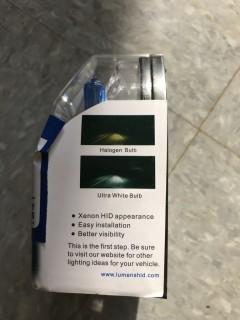 Halogen Bulb
Ultra White Bulb
• Xenon HID appearance
• Easy installation
• Better visibility
This is the first step. Be sure
to visit our website for other
lighting ideas for your vehicle.
www.lumenshid.com